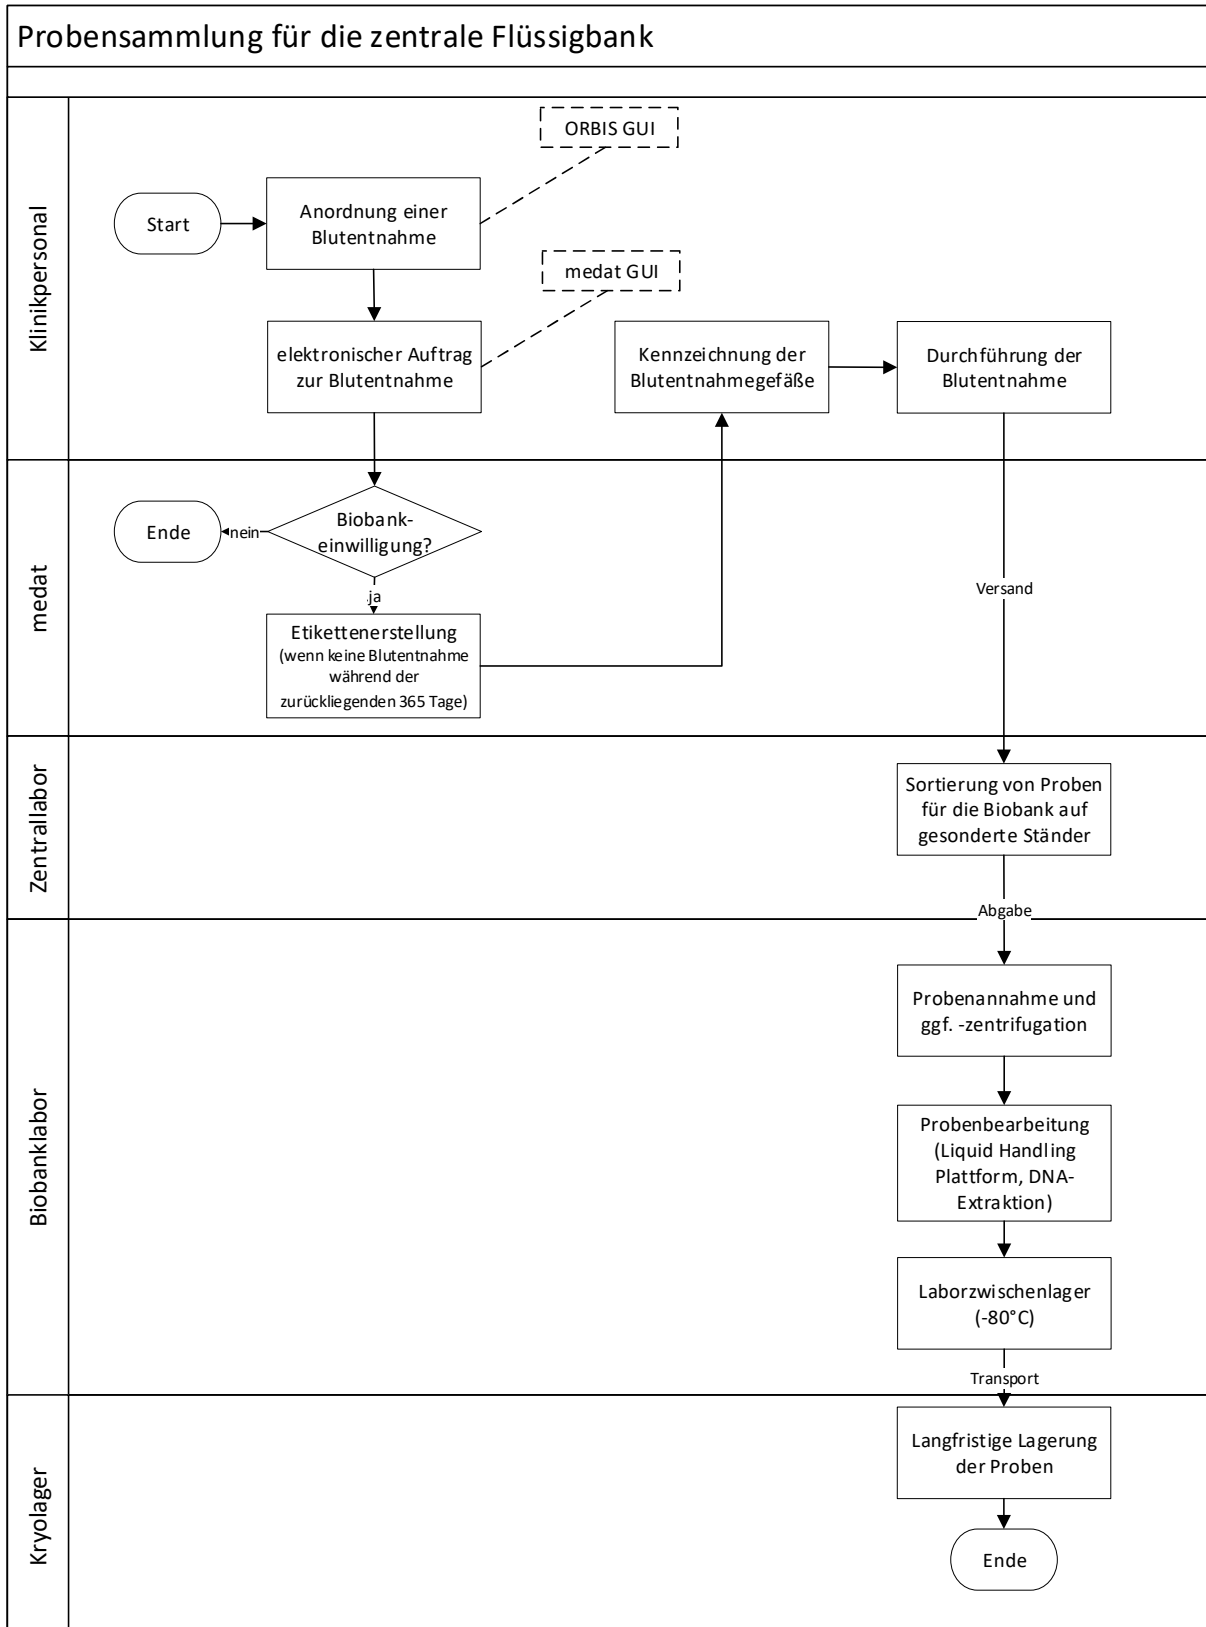 Probensammlung für die zentrale Flüssigbank
Klinikpersonal
ORBIS GUI
Start
Anordnung einer
Blutentnahme
medat GUI
elektronischer Auftrag
zur Blutentnahme
Kennzeichnung der
Blutentnahmegefäße
Durchführung der
Blutentnahme
medat
Ende
nein
Biobank-
einwilligung?
ja
Etikettenerstellung
(wenn keine Blutentnahme
während der
zurückliegenden 365 Tage)
Versand
Zentrallabor
Sortierung von Proben
für die Biobank auf
gesonderte Ständer
Abgabe
Biobanklabor
Probenannahme und
ggf. -zentrifugation
Probenbearbeitung
(Liquid Handling
Plattform, DNA-
Extraktion)
Laborzwischenlager
(-80°C)
Transport
Kryolager
Langfristige Lagerung
der Proben
Ende